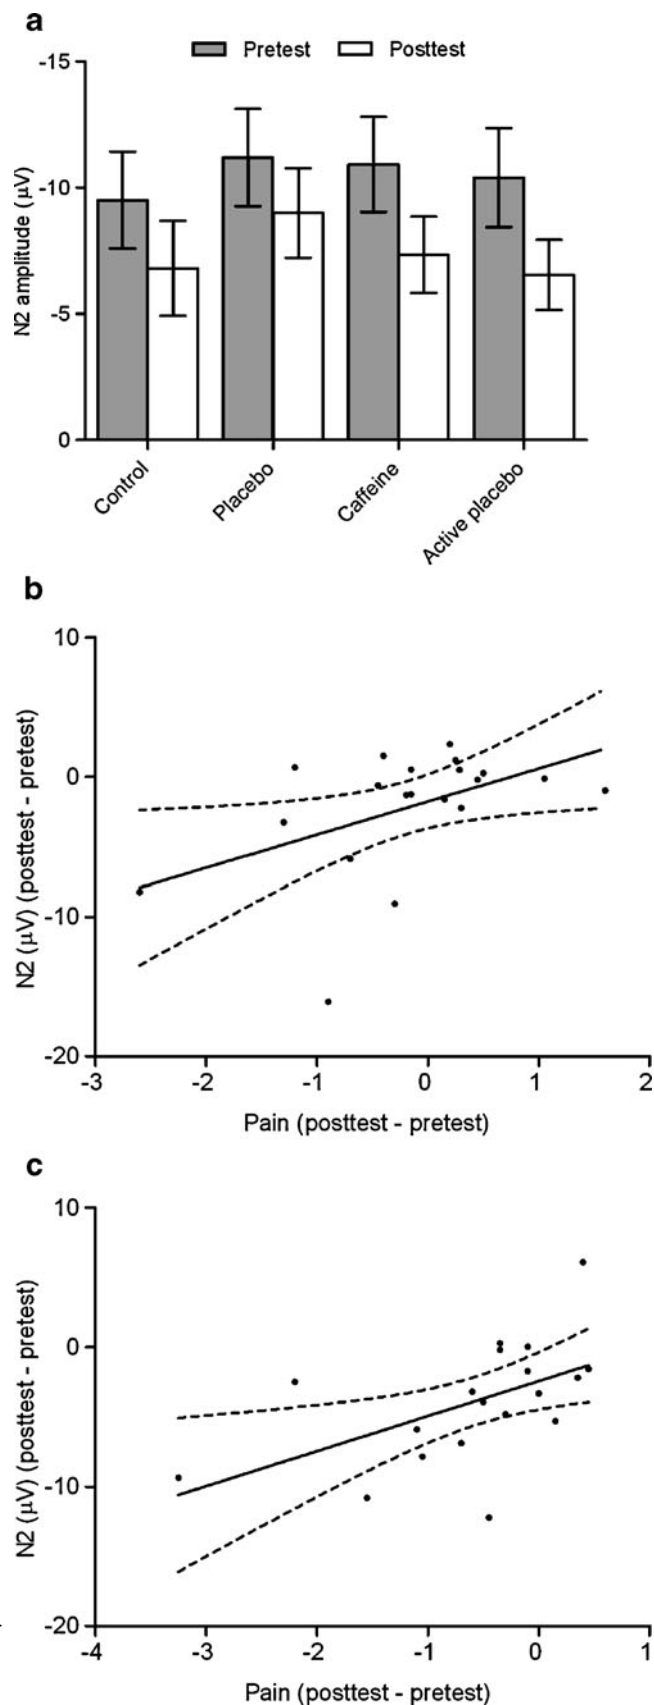 a
Pretest Posttest
-15
-10
-5
0
N2 amplitude (μV)
Control Placebo Caffeine Active placebo
b
10
0
-10
-20
N2 (μV) (posttest - pretest)
-3 -2 -1 0 1 2
Pain (posttest - pretest)
c
10
0
-10
-20
N2 (μV) (posttest - pretest)
-4 -3 -2 -1 0 1
Pain (posttest - pretest)